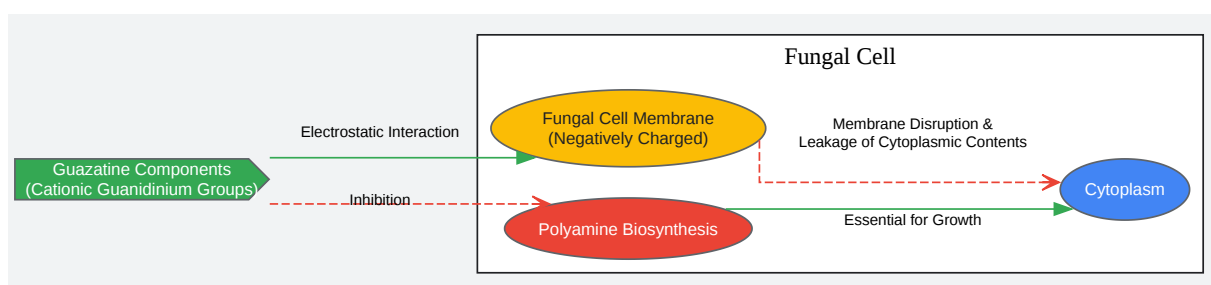 Fungal Cell
Fungal Cell Membrane
(Negatively Charged)
Membrane Disruption &
Leakage of Cytoplasmic Contents
Electrostatic Interaction
Guazatine Components
(Cationic Guanidinium Groups)
Inhibition
Cytoplasm
Polyamine Biosynthesis
Essential for Growth